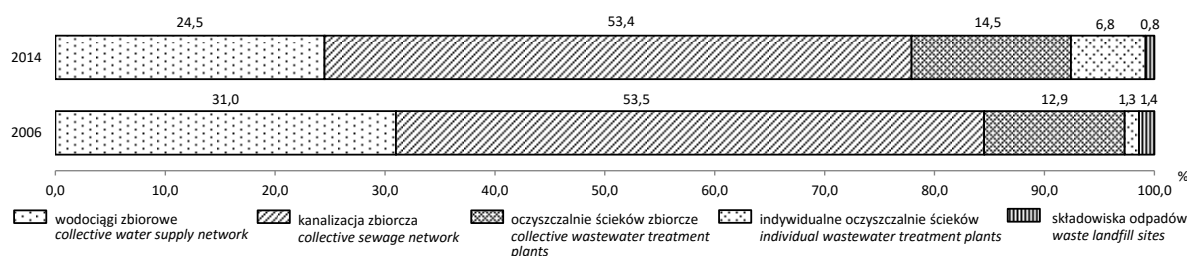 24,5 53,4 14,5 6,8 0,8
2014
31,0 53,5 12,9 1,3 1,4
2006
0,0 10,0 20,0 30,0 40,0 50,0 60,0 70,0 80,0 90,0 100,0 %
wodociągi zbiorowe
collective water supply network
kanalizacja zbiorcza
collective sewage network
oczyszczalnie ścieków zbiorcze
collective wastewater treatment
plants
indywidualne oczyszczalnie ścieków
individual wastewater treatment plants
składowiska odpadów
waste landfill sites